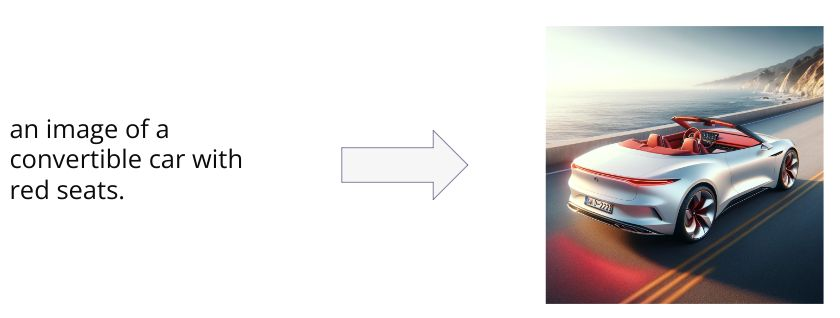 an image of a
convertible car with
red seats.